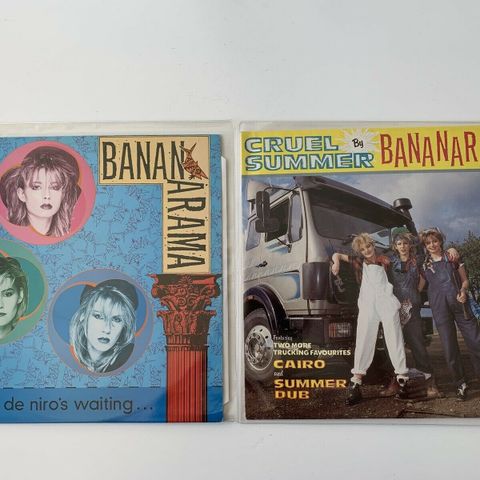 BANAN
ARAMA
de niro's waiting...
CRUEL
SUMMER
By
BANANAR
Featuring
TWO MORE
TRUCKING FAVOURITES
CAIRO
and
SUMMER
DUB